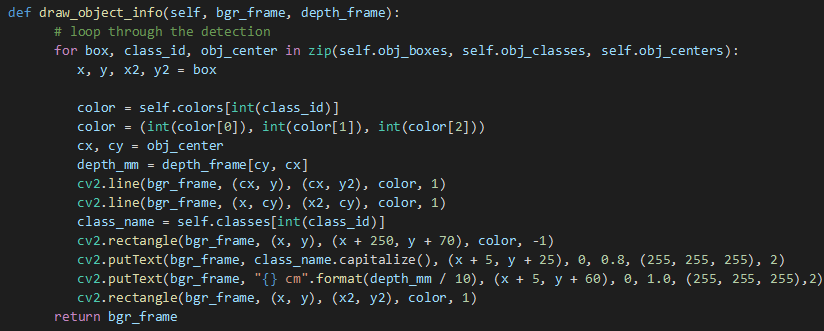 def draw_object_info(self, bgr_frame, depth_frame):
# loop through the detection
for box, class_id, obj_center in zip(self.obj_boxes, self.obj_classes, self.obj_centers):
x, y, x2, y2 = box
color = self.colors[int(class_id)]
color = (int(color[0]), int(color[1]), int(color[2]))
cx, cy = obj_center
depth_mm = depth_frame[cy, cx]
cv2.line(bgr_frame, (cx, y), (cx, y2), color, 1)
cv2.line(bgr_frame, (x, cy), (x2, cy), color, 1)
class_name = self.classes[int(class_id)]
cv2.rectangle(bgr_frame, (x, y), (x + 250, y + 70), color, -1)
cv2.putText(bgr_frame, class_name.capitalize(), (x + 5, y + 25), 0, 0.8, (255, 255, 255), 2)
cv2.putText(bgr_frame, "{} cm".format(depth_mm / 10), (x + 5, y + 60), 0, 1.0, (255, 255, 255),2)
cv2.rectangle(bgr_frame, (x, y), (x2, y2), color, 1)
return bgr_frame